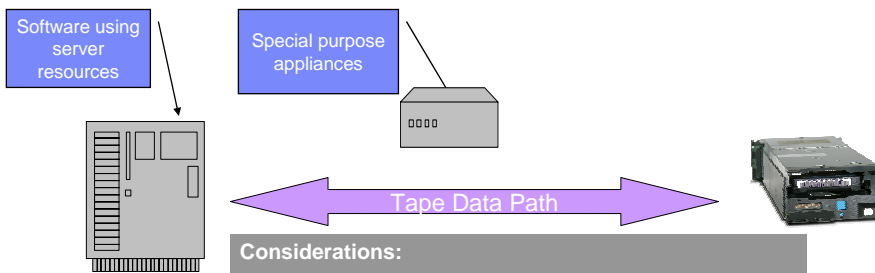 Software using
server
resources
Special purpose
appliances
Tape Data Path
Considerations: